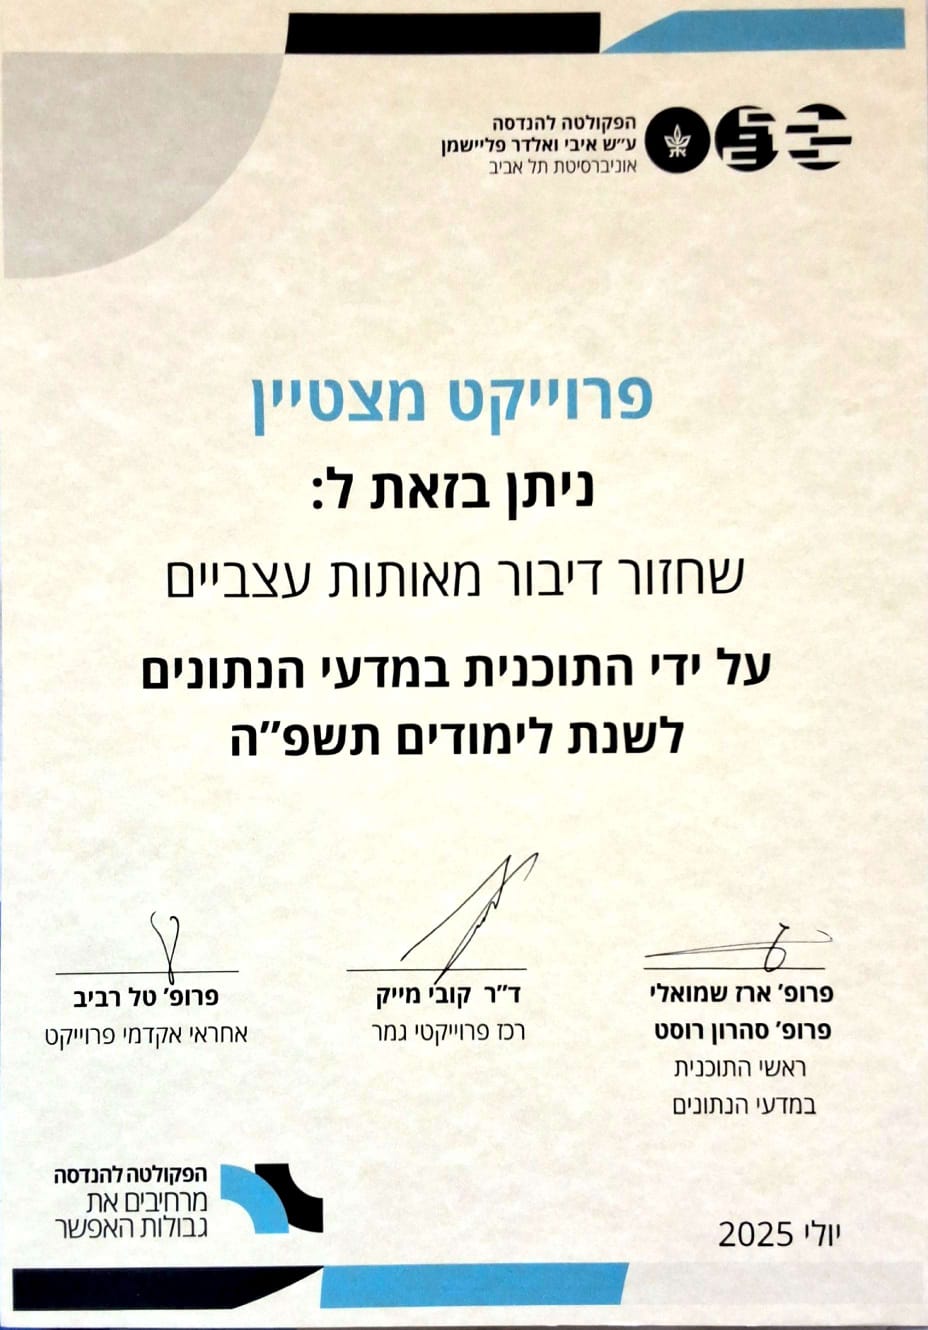 הפקולטה להנדסה
ע״ש איבי ואלדר פליישמן
אוניברסיטת תל אביב
פרוייקט מצטיין
ניתן בזאת ל:
שחזור דיבור מאותות עצביים
על ידי התוכנית במדעי הנתונים
לשנת לימודים תשפ״ה
פרופ׳ ארז שמואלי
פרופ׳ סהרון רוסט
ראשי התוכנית
במדעי הנתונים
ד״ר קובי מייק
רכז פרוייקטי גמר
פרופ׳ טל רביב
אחראי אקדמי פרוייקט
יולי 2025
הפקולטה להנדסה
מרחיבים את
גבולות האפשר